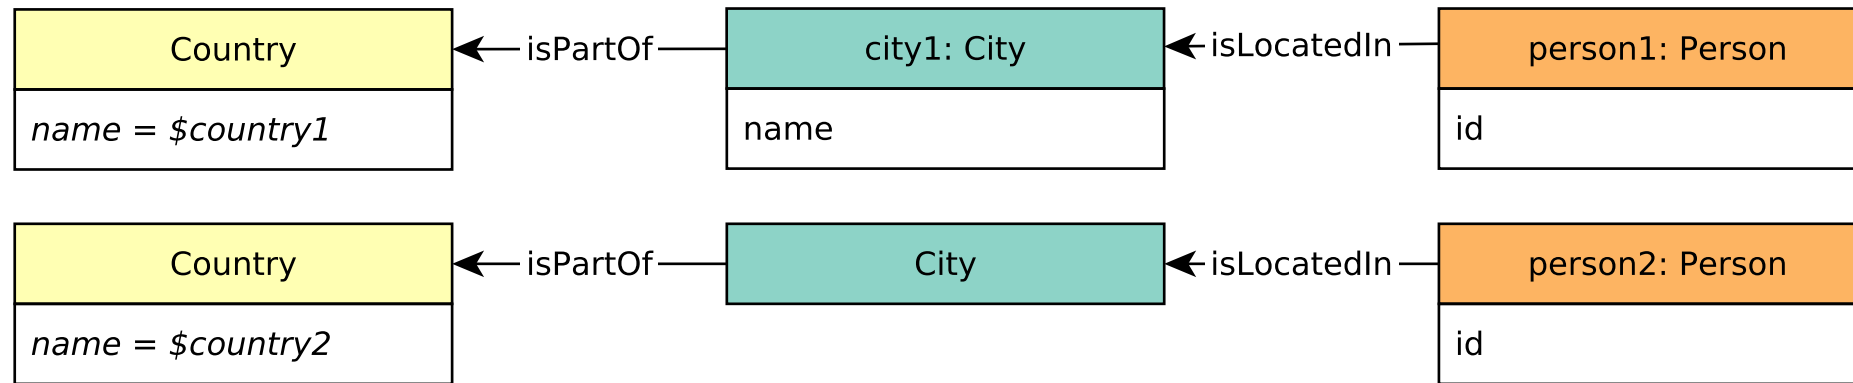 Country isPartOf city1: City isLocatedIn person1: Person
name = $country1 name id
Country isPartOf City isLocatedIn person2: Person
name = $country2 id